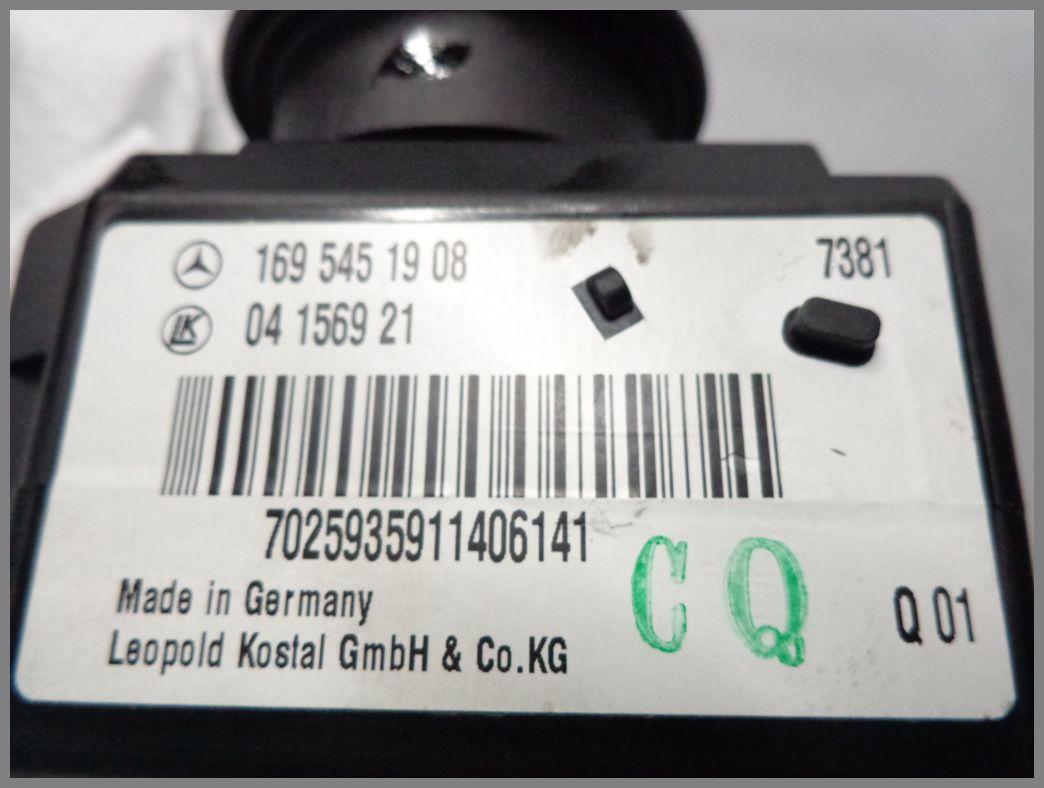 169 545 19 08
7381
LK
04 1569 21
7025935911406141
CQ
Made in Germany
Q 01
Leopold Kostal GmbH & Co.KG